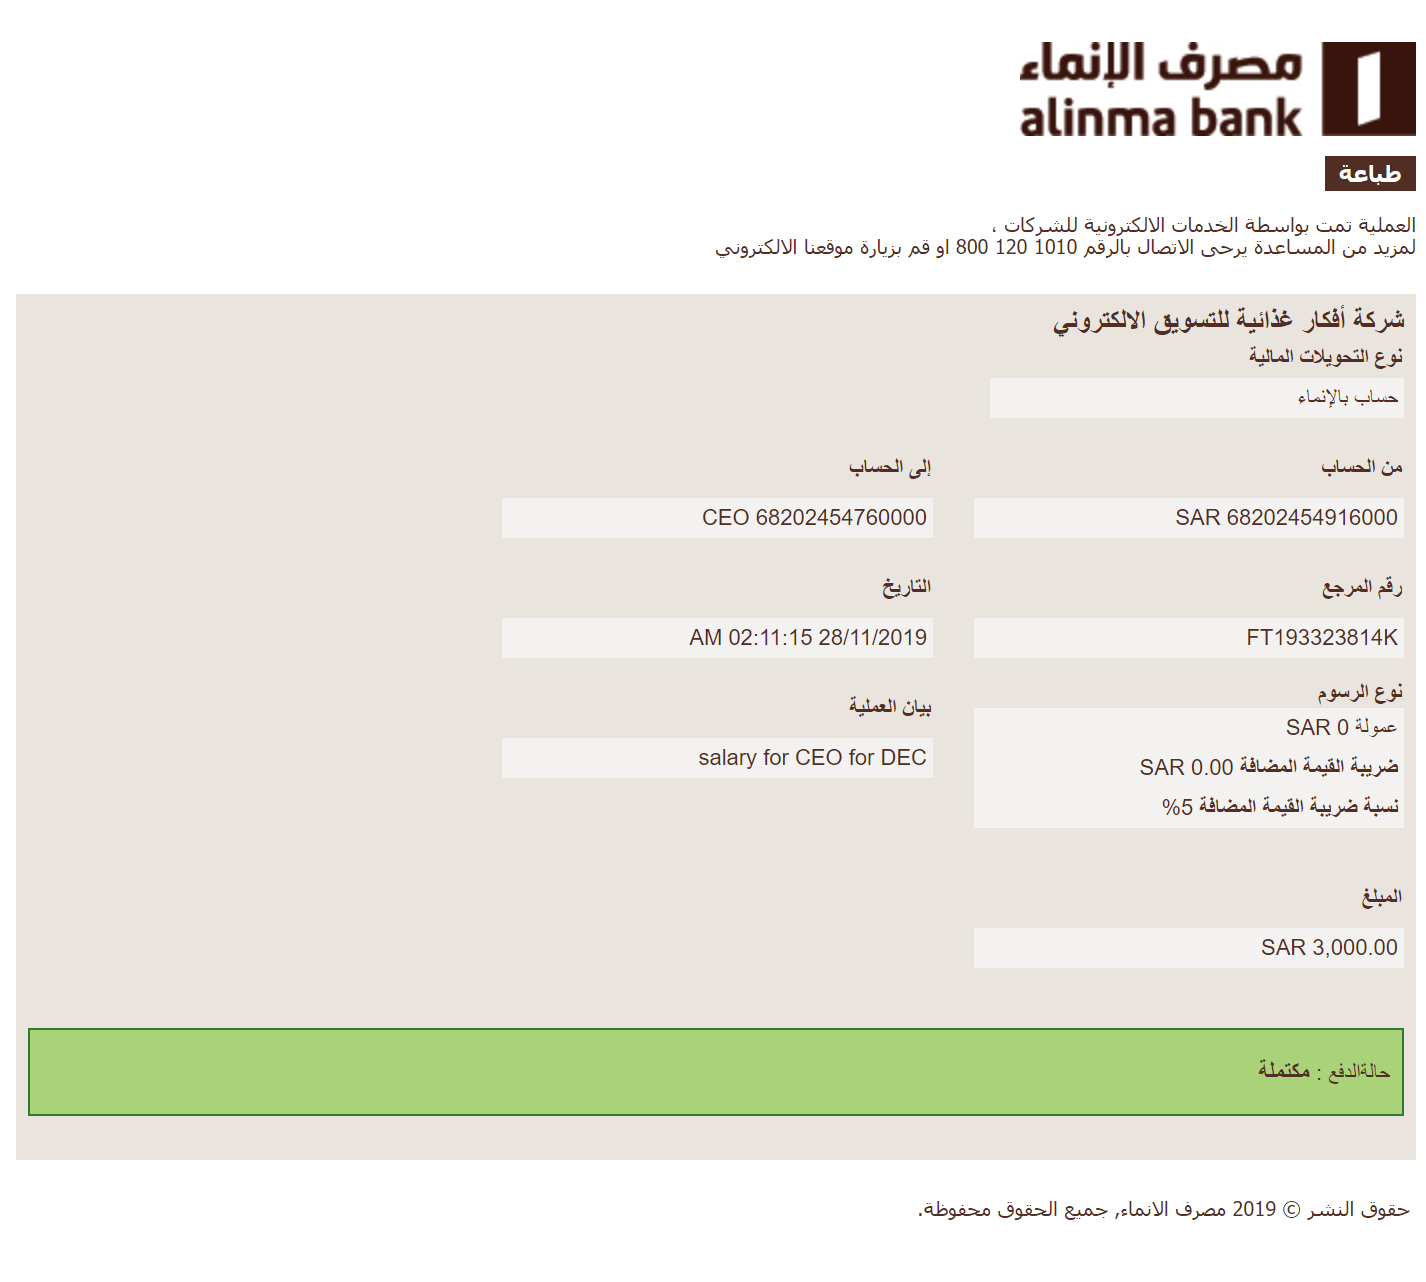 مصرف الإنماء
alinma bank
طباعة
العملية تمت بواسطة الخدمات الالكترونية للشركات ،
لمزيد من المساعدة يرحى الاتصال بالرقم 1010 120 800 او قم بزيارة موقعنا الالكتروني
شركة أفكار غذائية للتسويق الالكتروني
نوع التحويلات المالية
حساب بالإنماء
من الحساب
SAR 68202454916000
إلى الحساب
CEO 68202454760000
رقم المرجع
FT193323814K
التاريخ
AM 02:11:15 28/11/2019
نوع الرسوم
عمولة SAR 0
ضريبة القيمة المضافة SAR 0.00
نسبة ضريبة القيمة المضافة 5%
بيان العملية
salary for CEO for DEC
المبلغ
SAR 3,000.00
حالةالدفع : مكتملة
حقوق النشر © 2019 مصرف الانماء, جميع الحقوق محفوظة.